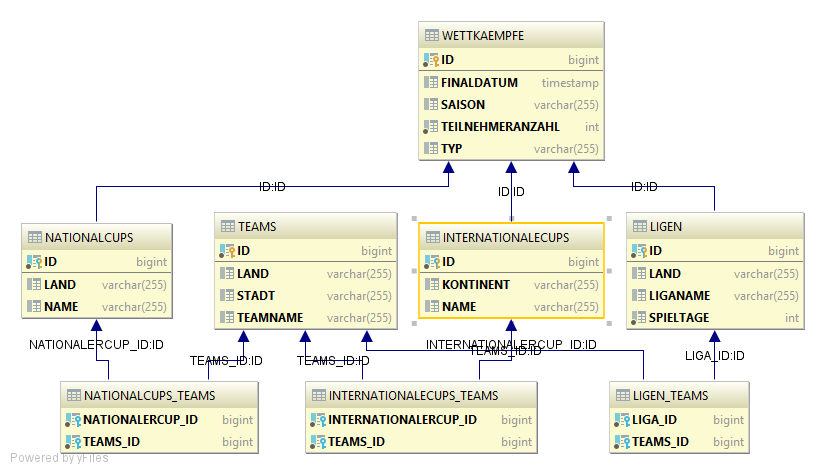 WETTKAEMPFE
ID bigint
FINALDATUM timestamp
SAISON varchar(255)
TEILNEHMERANZAHL int
TYP varchar(255)
ID:ID
ID:ID
ID:ID
NATIONALCUPS
ID bigint
LAND varchar(255)
NAME varchar(255)
TEAMS
ID bigint
LAND varchar(255)
STADT varchar(255)
TEAMNAME varchar(255)
INTERNATIONALECUPS
ID bigint
KONTINENT varchar(255)
NAME varchar(255)
LIGEN
ID bigint
LAND varchar(255)
LIGANAME varchar(255)
SPIELTAGE int
NATIONALERCUP_ID:ID
TEAMS_ID:ID
TEAMS_ID:ID
INTERNATIONALERCUP_ID:ID
TEAMS_ID:ID
LIGA_ID:ID
NATIONALCUPS_TEAMS
NATIONALERCUP_ID bigint
TEAMS_ID bigint
INTERNATIONALECUPS_TEAMS
INTERNATIONALERCUP_ID bigint
TEAMS_ID bigint
LIGEN_TEAMS
LIGA_ID bigint
TEAMS_ID bigint
Powered by yFiles